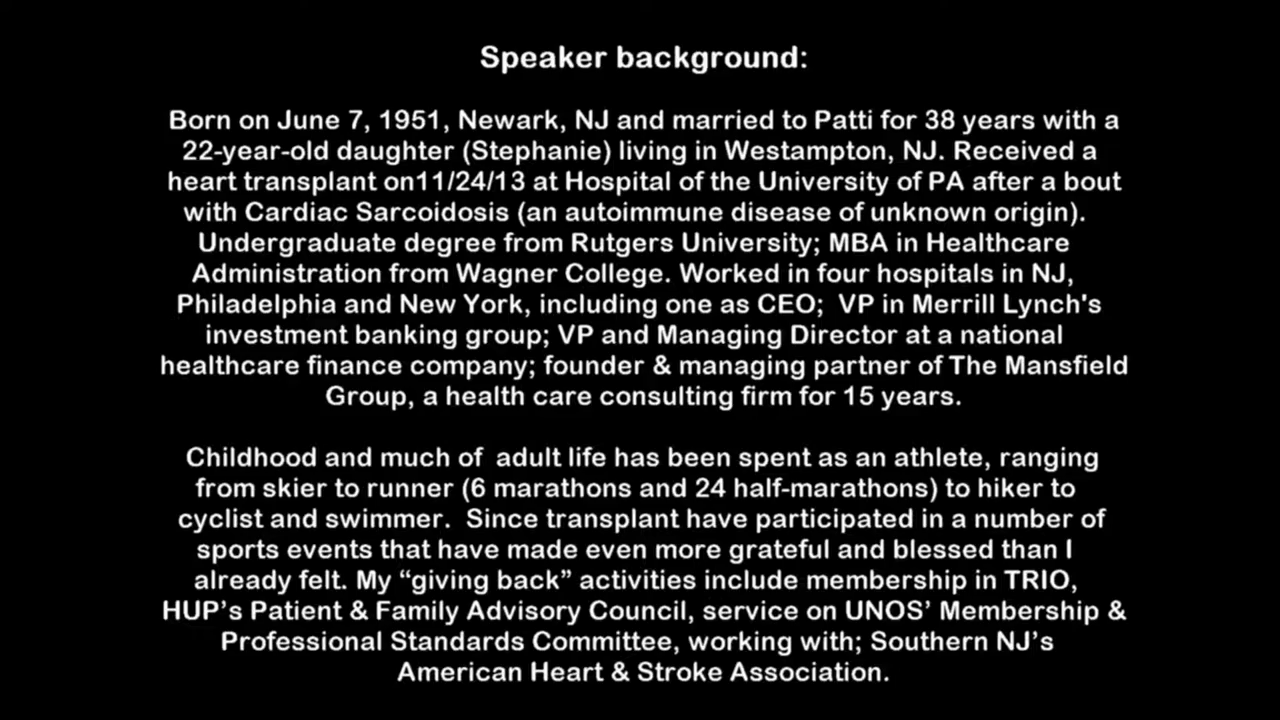 Speaker background:
Born on June 7, 1951, Newark, NJ and married to Patti for 38 years with a
22-year-old daughter (Stephanie) living in Westampton, NJ. Received a
heart transplant on11/24/13 at Hospital of the University of PA after a bout
with Cardiac Sarcoidosis (an autoimmune disease of unknown origin).
Undergraduate degree from Rutgers University; MBA in Healthcare
Administration from Wagner College. Worked in four hospitals in NJ,
Philadelphia and New York, including one as CEO;  VP in Merrill Lynch's
investment banking group; VP and Managing Director at a national
healthcare finance company; founder & managing partner of The Mansfield
Group, a health care consulting firm for 15 years.
Childhood and much of  adult life has been spent as an athlete, ranging
from skier to runner (6 marathons and 24 half-marathons) to hiker to
cyclist and swimmer.  Since transplant have participated in a number of
sports events that have made even more grateful and blessed than I
already felt. My “giving back” activities include membership in TRIO,
HUP’s Patient & Family Advisory Council, service on UNOS’ Membership &
Professional Standards Committee, working with; Southern NJ’s
American Heart & Stroke Association.